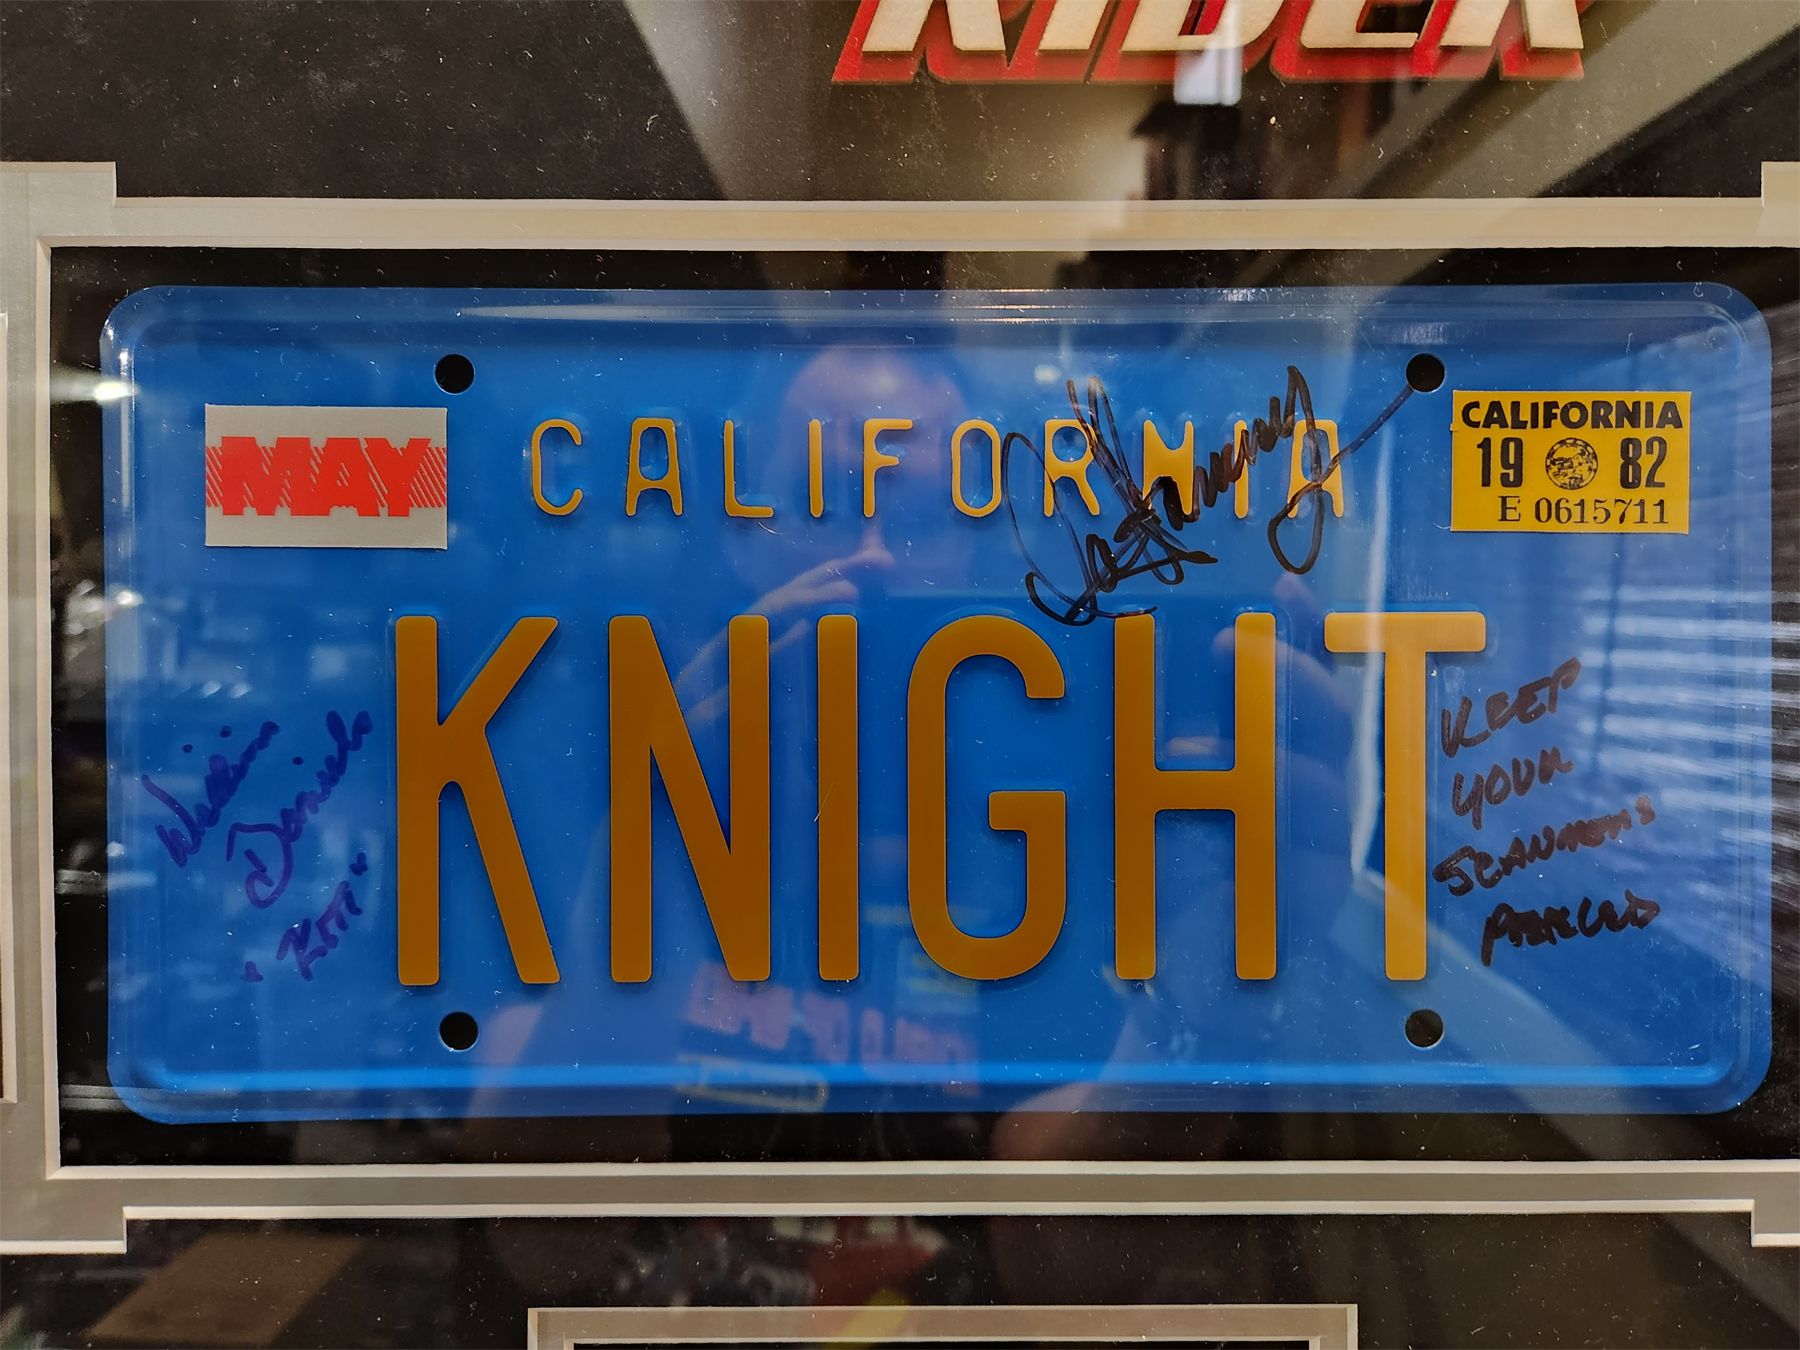 RIDER
MAY
CALIFORNIA
CALIFORNIA
19 82
E 0615711
KNIGHT
William
Daniels
"KITT"
KEEP
YOUR
SCANNERS
PEELED